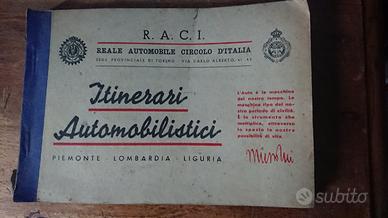 R. A. C. I.
REALE AUTOMOBILE CIRCOLO D'ITALIA
SEDE PROVINCIALE DI TORINO - VIA CARLO ALBERTO, N. 43
Itinerari
Automobilistici
PIEMONTE - LOMBARDIA - LIGURIA
L'Auto è la macchina
del nostro tempo. La
macchina tipo del no-
stro periodo di civiltà.
È lo strumento che
moltiplica, attraverso
lo spazio la nostra
possibilità di vita.
Mussolini
subito